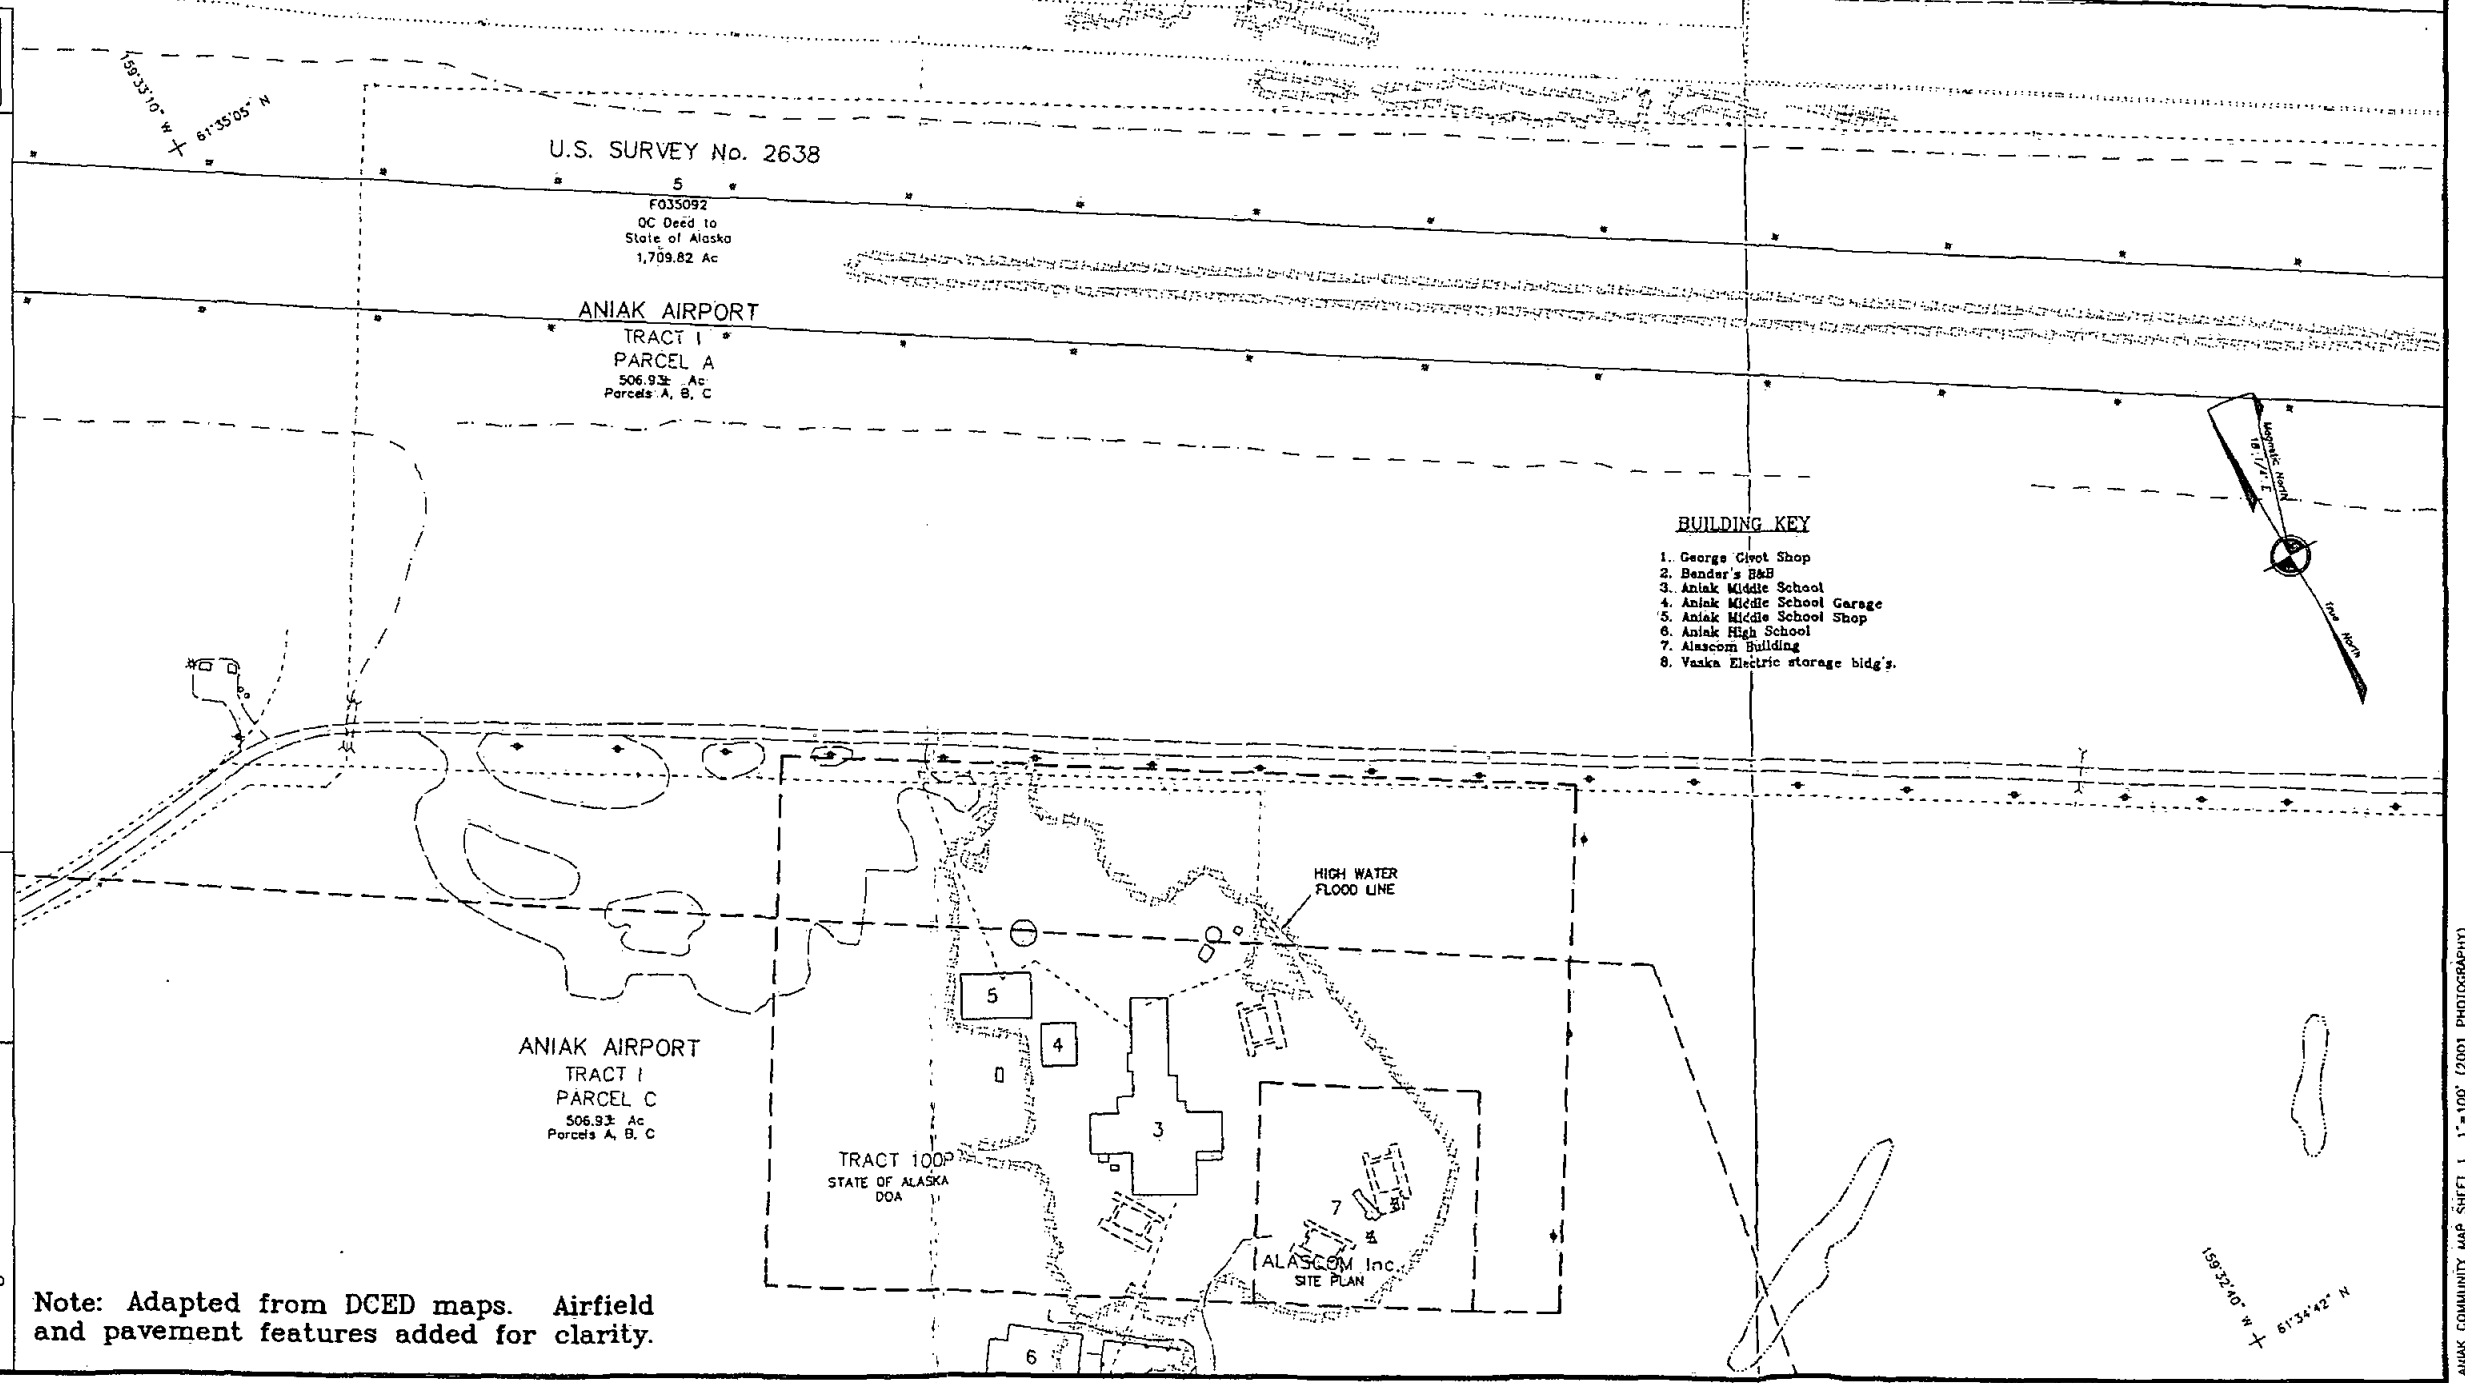 159°33'10" W
61°35'05" N
U.S. SURVEY No. 2638
5
F035092
QC Deed to
State of Alaska
1,709.82 Ac
ANIAK AIRPORT
TRACT I
PARCEL A
506.93± Ac
Parcels A, B, C
Magnetic North
18 1/4° E
True North
BUILDING KEY
1. George Givot Shop
2. Bender's B&B
3. Aniak Middle School
4. Aniak Middle School Garage
5. Aniak Middle School Shop
6. Aniak High School
7. Alascom Building
8. Vaska Electric storage bldg's.
HIGH WATER
FLOOD LINE
5
4
3
ANIAK AIRPORT
TRACT I
PARCEL C
506.93± Ac
Parcels A, B, C
TRACT 100P
STATE OF ALASKA
DOA
7
ALASCOM Inc.
SITE PLAN
6
Note: Adapted from DCED maps. Airfield
and pavement features added for clarity.
159°32'40" W
61°34'42" N
ANIAK COMMUNITY MAP SHEET 1 1"=100' (2001 PHOTOGRAPHY)